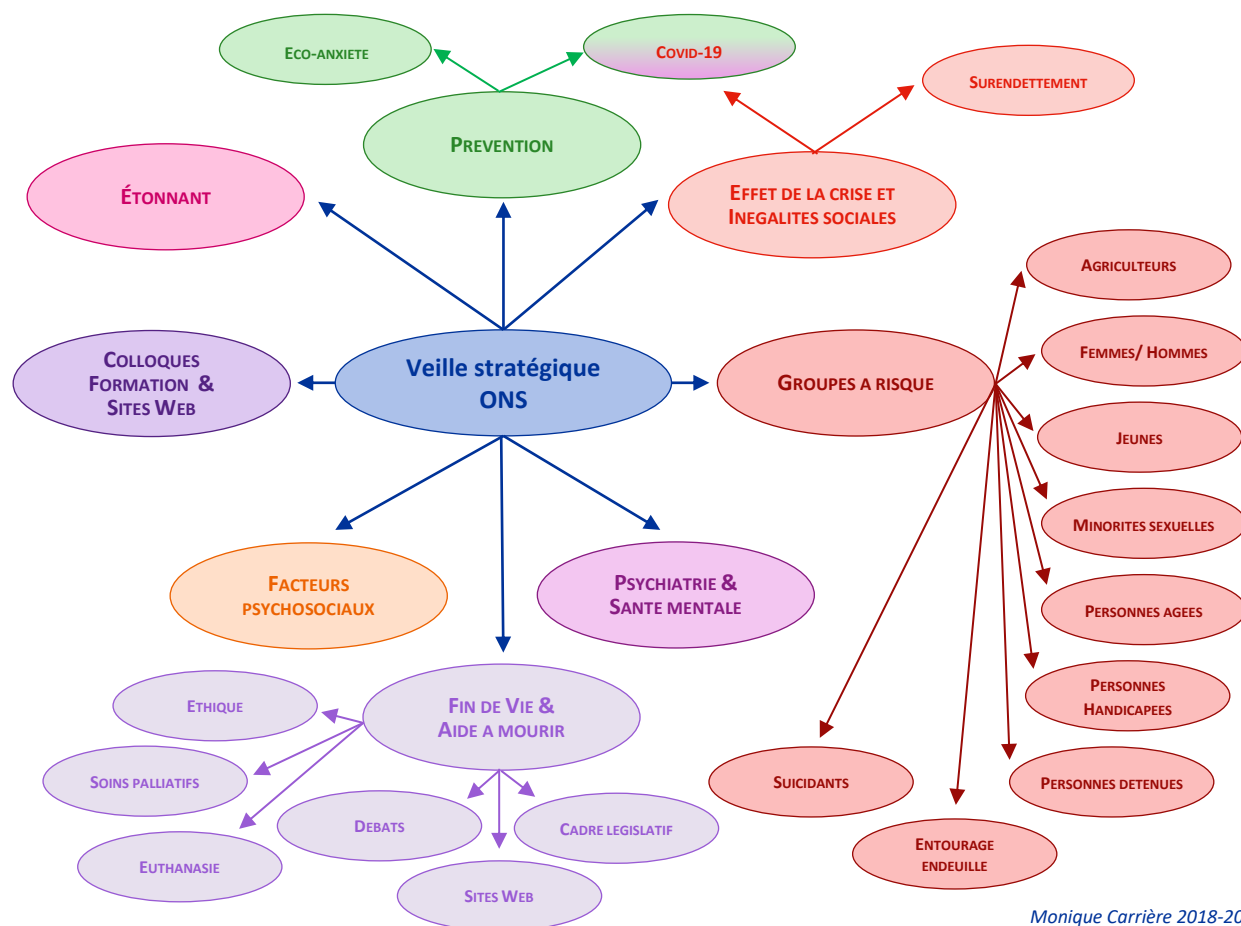 ECO-ANXIETE
COVID-19
SURENDETTEMENT
PREVENTION
ÉTONNANT
EFFET DE LA CRISE ET
INEGALITES SOCIALES
AGRICULTEURS
FEMMES/ HOMMES
COLLOQUES
FORMATION &
SITES WEB
Veille stratégique
ONS
GROUPES A RISQUE
JEUNES
MINORITES SEXUELLES
FACTEURS
PSYCHOSOCIAUX
PSYCHIATRIE &
SANTE MENTALE
PERSONNES AGEES
PERSONNES
HANDICAPEES
ETHIQUE
FIN DE VIE &
AIDE A MOURIR
SOINS PALLIATIFS
SUICIDANTS
PERSONNES DETENUES
DEBATS
CADRE LEGISLATIF
EUTHANASIE
ENTOURAGE
ENDEUILLE
SITES WEB
Monique Carrière 2018-20